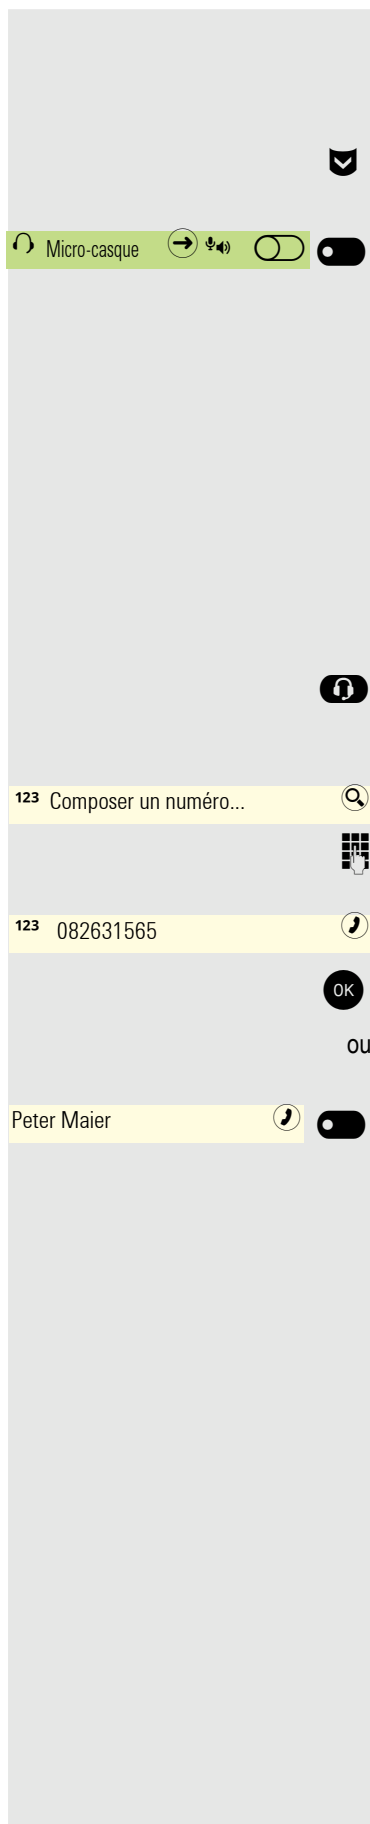 Micro-casque
123 Composer un numéro...
123 082631565
OK
ou
Peter Maier